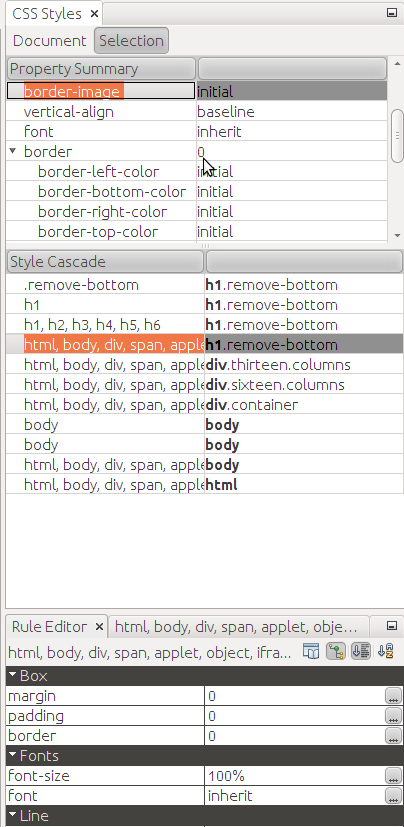 CSS Styles ×
Document Selection
Property Summary
border-image initial
vertical-align baseline
font inherit
border 0
border-left-color initial
border-bottom-color initial
border-right-color initial
border-top-color initial
Style Cascade
.remove-bottom h1.remove-bottom
h1 h1.remove-bottom
h1, h2, h3, h4, h5, h6 h1.remove-bottom
html, body, div, span, apple h1.remove-bottom
html, body, div, span, apple div.thirteen.columns
html, body, div, span, apple div.sixteen.columns
html, body, div, span, apple div.container
body body
body body
html, body, div, span, apple body
html, body, div, span, apple html
Rule Editor × html, body, div, span, applet, obje...
html, body, div, span, applet, object, ifra...
Box
margin 0 ...
padding 0 ...
border 0 ...
Fonts
font-size 100% ...
font inherit ...
Line